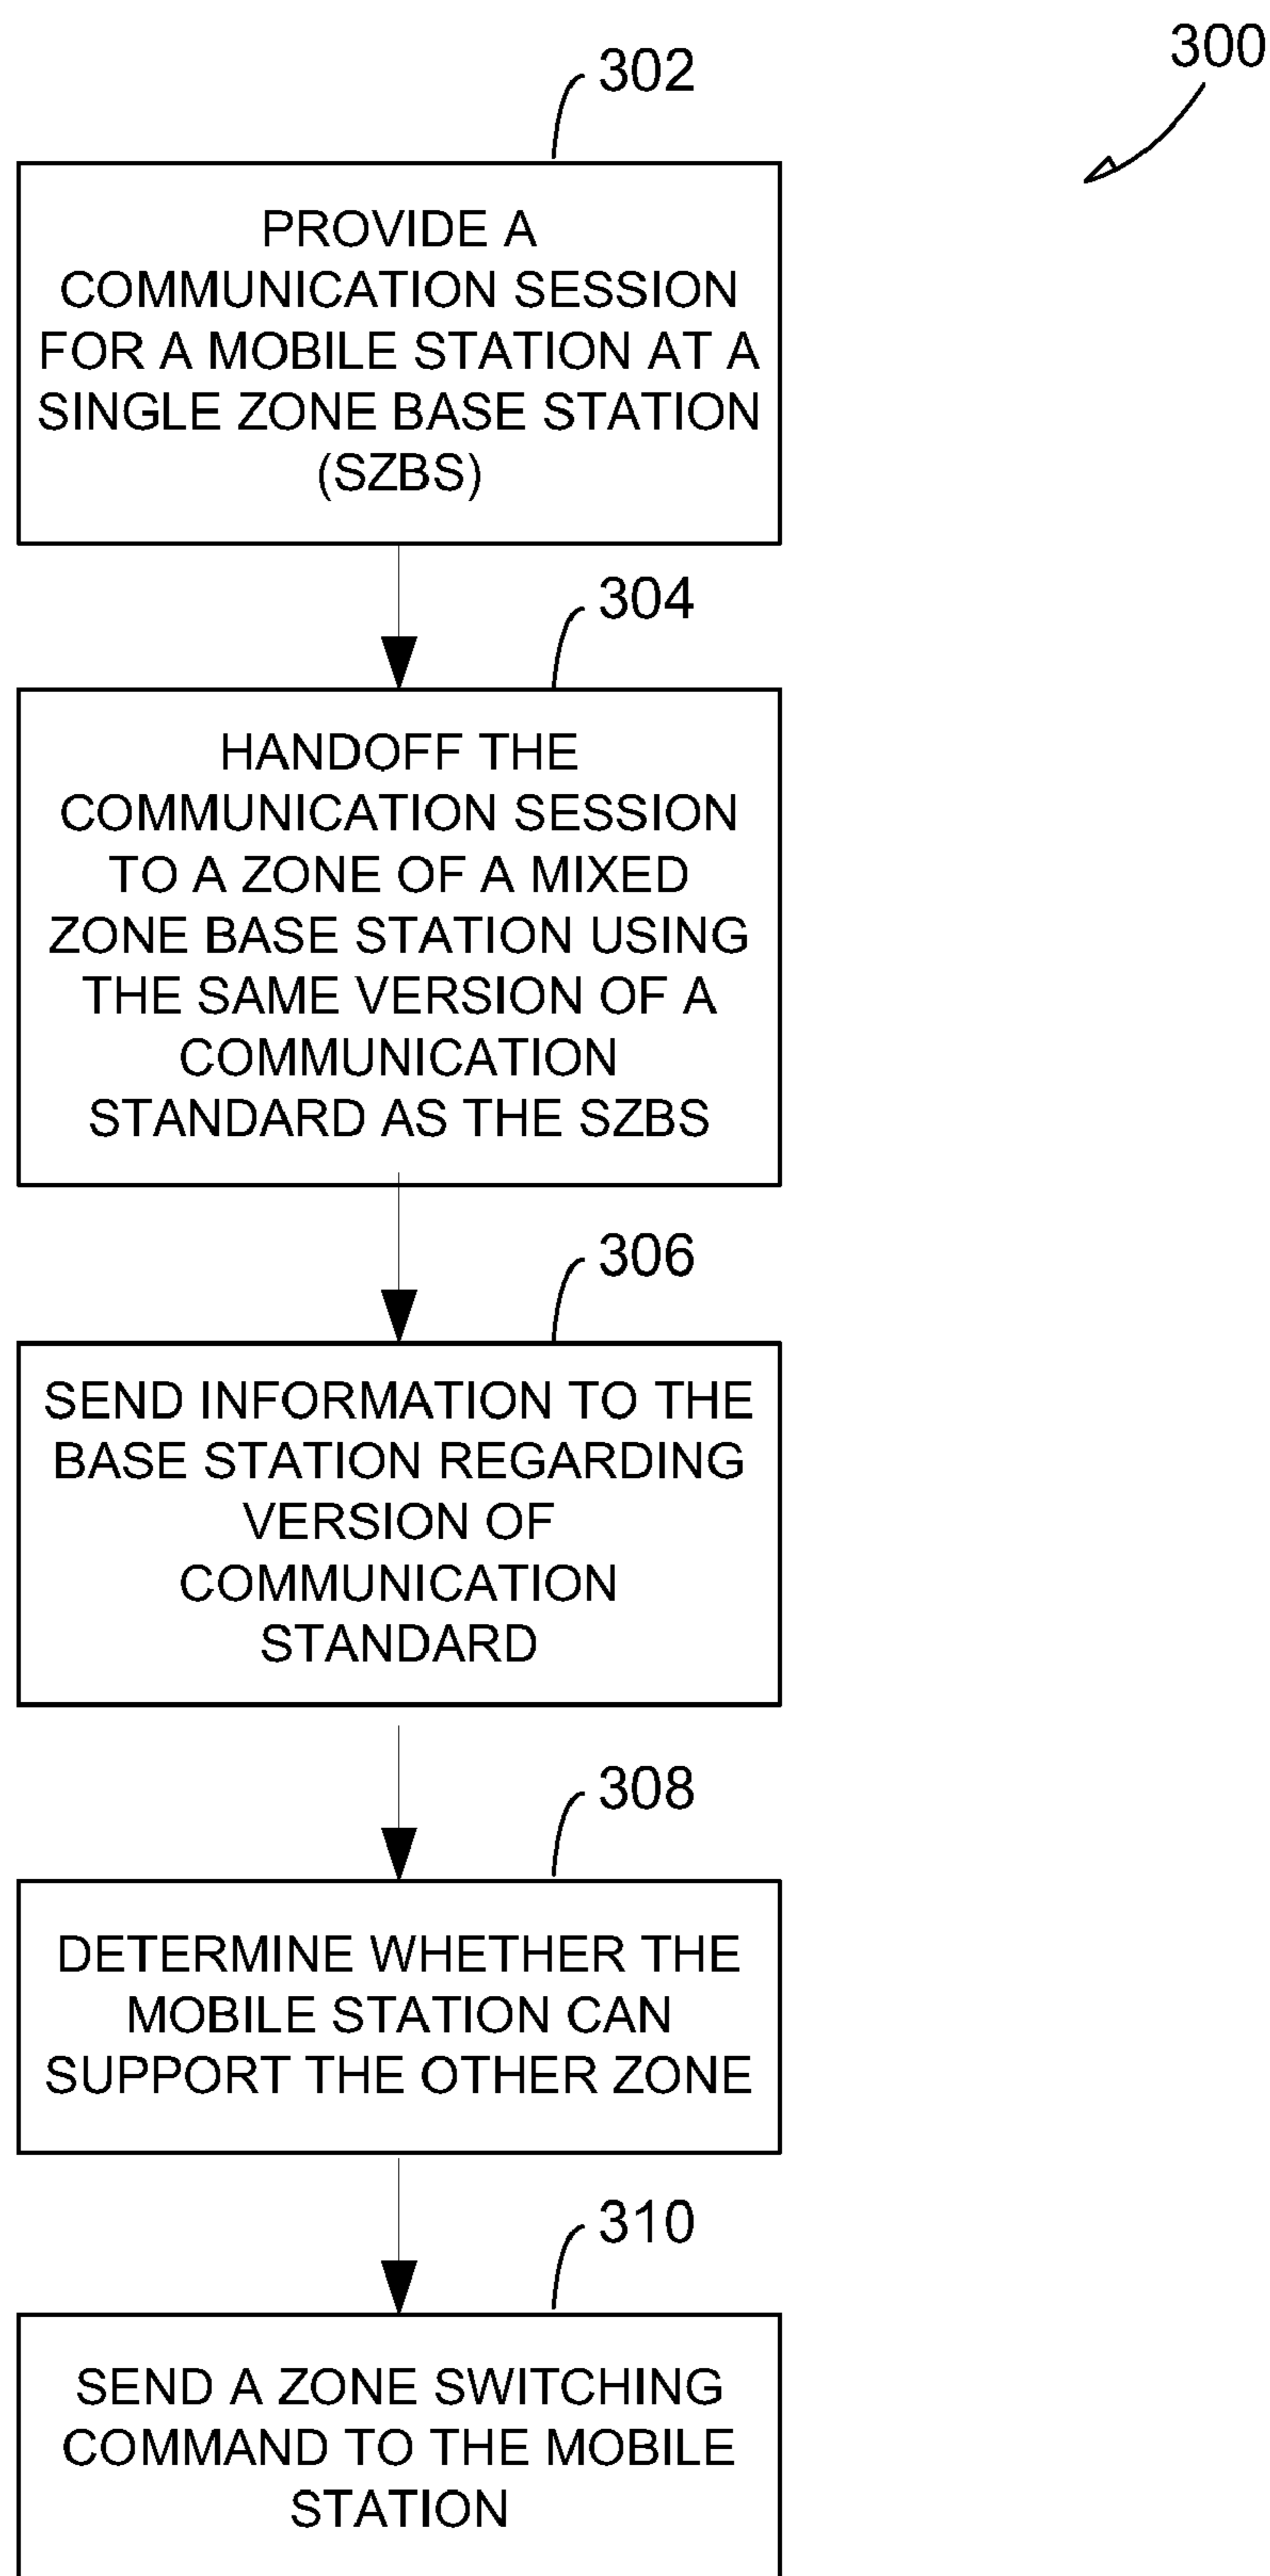 300
302
PROVIDE A
COMMUNICATION SESSION
FOR A MOBILE STATION AT A
SINGLE ZONE BASE STATION
(SZBS)
304
HANDOFF THE
COMMUNICATION SESSION
TO A ZONE OF A MIXED
ZONE BASE STATION USING
THE SAME VERSION OF A
COMMUNICATION
STANDARD AS THE SZBS
306
SEND INFORMATION TO THE
BASE STATION REGARDING
VERSION OF
COMMUNICATION
STANDARD
308
DETERMINE WHETHER THE
MOBILE STATION CAN
SUPPORT THE OTHER ZONE
310
SEND A ZONE SWITCHING
COMMAND TO THE MOBILE
STATION